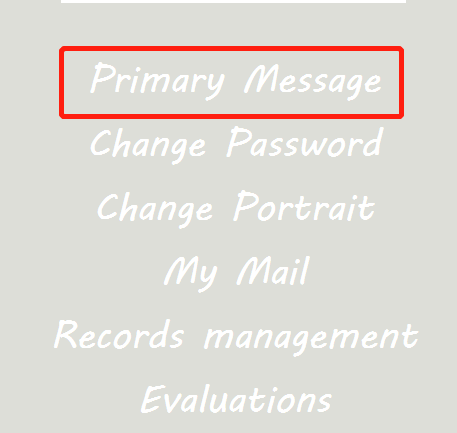 Primary Message
Change Password
Change Portrait
My Mail
Records management
Evaluations